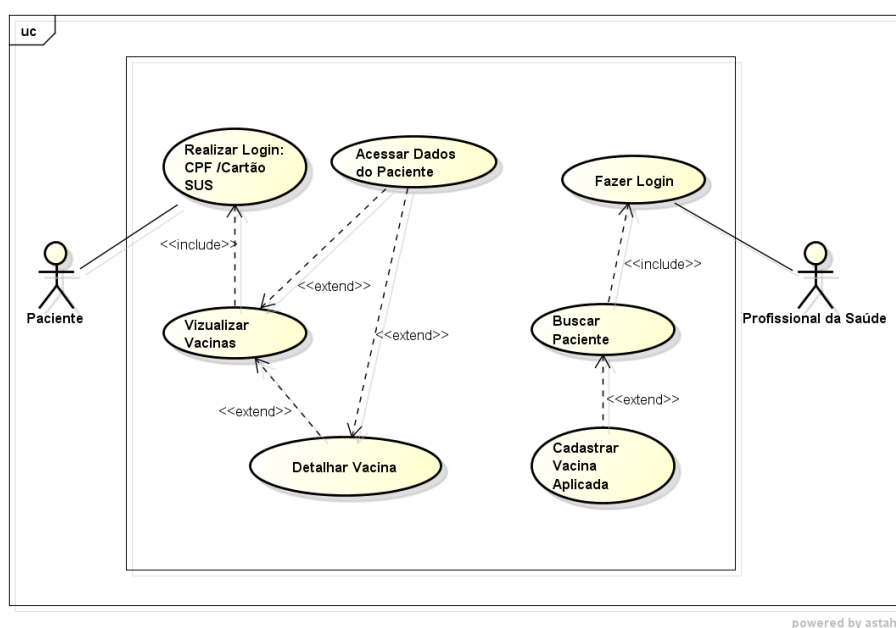 uc
Realizar Login:
CPF /Cartão
SUS
Acessar Dados
do Paciente
Fazer Login
<<include>>
<<include>>
<<extend>>
Paciente
Vizualizar
Vacinas
Buscar
Paciente
Profissional da Saúde
<<extend>>
<<extend>>
<<extend>>
Detalhar Vacina
Cadastrar
Vacina
Aplicada
powered by astah